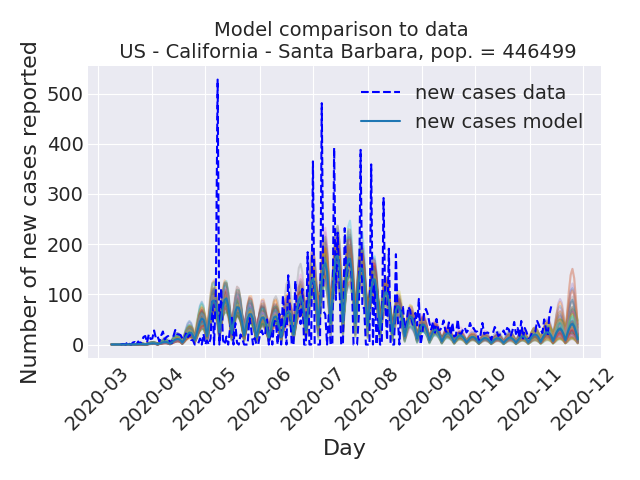 Model comparison to data
US - California - Santa Barbara, pop. = 446499
Number of new cases reported
500
400
300
200
100
0
new cases data
new cases model
2020-03
2020-04
2020-05
2020-06
2020-07
2020-08
2020-09
2020-10
2020-11
2020-12
Day